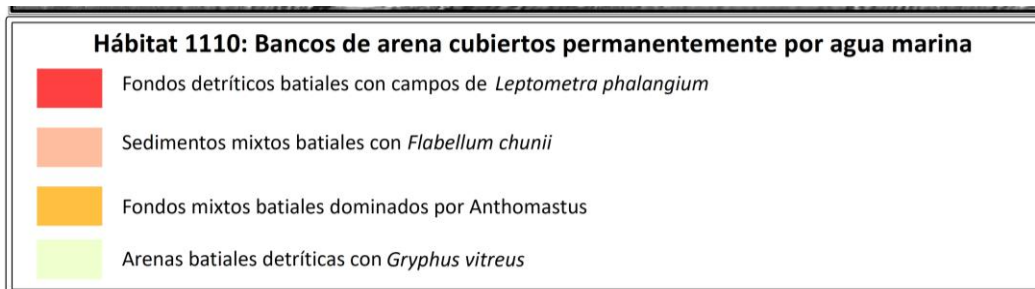 Hábitat 1110: Bancos de arena cubiertos permanentemente por agua marina
Fondos detríticos batiales con campos de Leptometra phalangium
Sedimentos mixtos batiales con Flabellum chunii
Fondos mixtos batiales dominados por Anthomastus
Arenas batiales detríticas con Gryphus vitreus